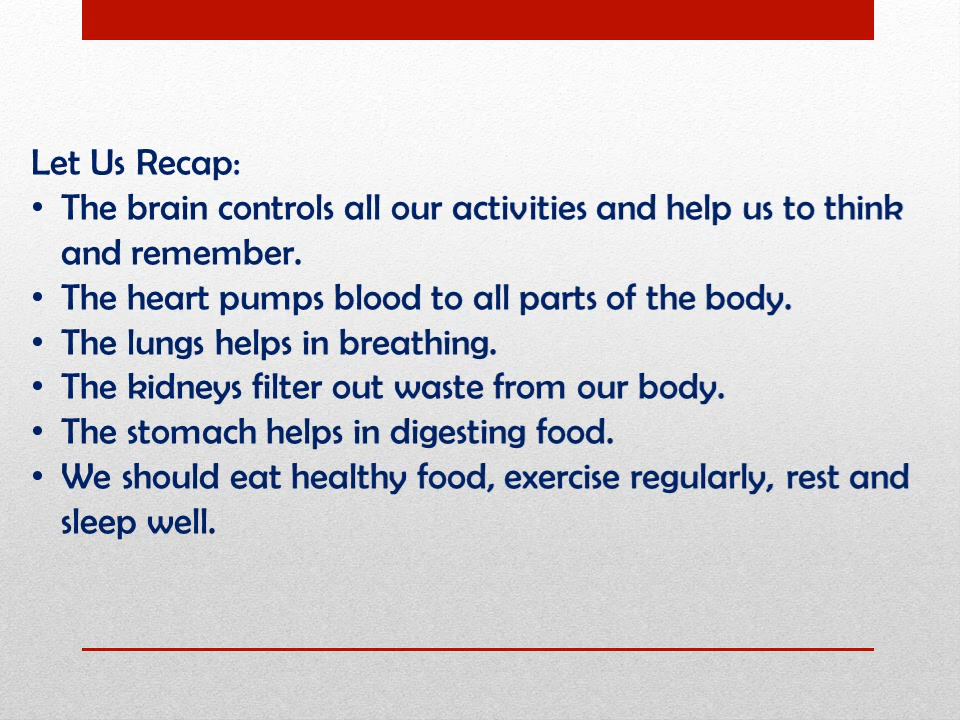 Let Us Recap:
• The brain controls all our activities and help us to think
and remember.
• The heart pumps blood to all parts of the body.
• The lungs helps in breathing.
• The kidneys filter out waste from our body.
• The stomach helps in digesting food.
• We should eat healthy food, exercise regularly, rest and
sleep well.